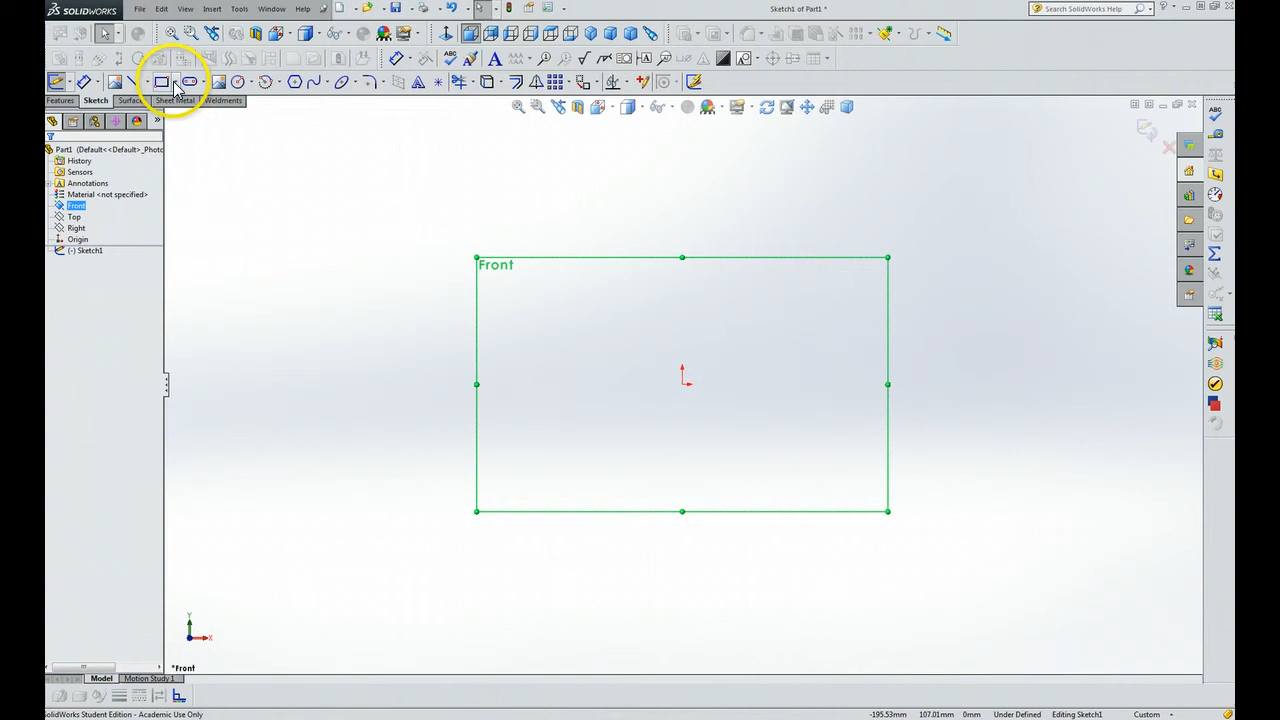 SOLIDWORKS File Edit View Insert Tools Window Help Sketch1 of Part1 * Search SolidWorks Help
Features Sketch Surfac Sheet Metal Weldments
Part1 (Default<<Default>_Photo
History
Sensors
Annotations
Material <not specified>
Front
Top
Right
Origin
(-) Sketch1
Front
Y
X
*Front
Model Motion Study 1
SolidWorks Student Edition - Academic Use Only -195.53mm 107.01mm 0mm Under Defined Editing Sketch1 Custom